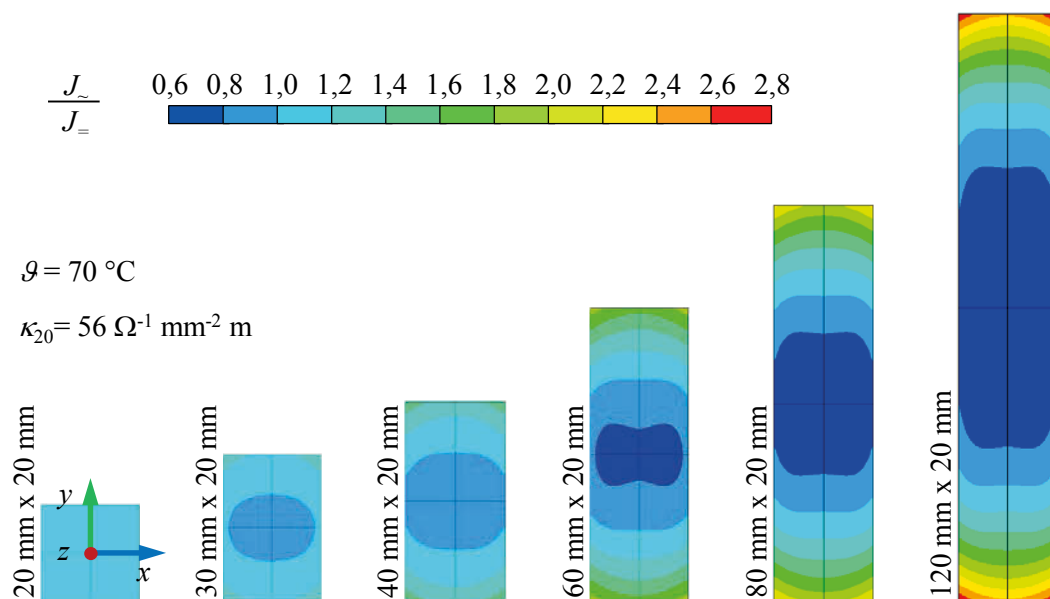 J~
J=
0,6 0,8 1,0 1,2 1,4 1,6 1,8 2,0 2,2 2,4 2,6 2,8
ϑ = 70 °C
κ20= 56 Ω-1 mm-2 m
20 mm x 20 mm
30 mm x 20 mm
40 mm x 20 mm
60 mm x 20 mm
80 mm x 20 mm
120 mm x 20 mm
y
z
x